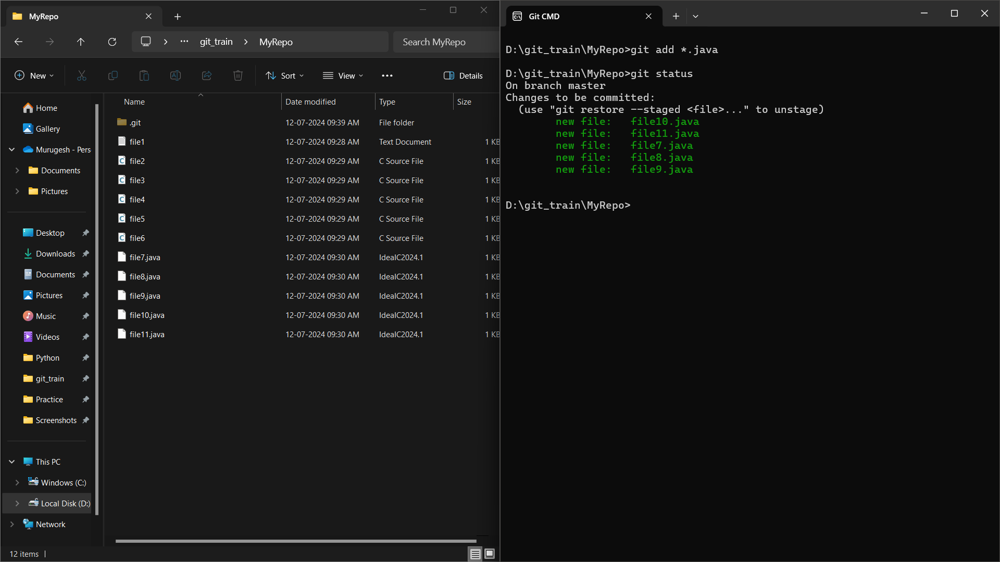 MyRepo
git_train
MyRepo
Search MyRepo
New
Sort
View
Details
Home
Gallery
Murugesh - Pers
Documents
Pictures
Desktop
Downloads
Documents
Pictures
Music
Videos
Python
git_train
Practice
Screenshots
This PC
Windows (C:)
Local Disk (D:)
Network
Name Date modified Type Size
.git 12-07-2024 09:39 AM File folder
file1 12-07-2024 09:28 AM Text Document 1 KB
file2 12-07-2024 09:29 AM C Source File 1 KB
file3 12-07-2024 09:29 AM C Source File 1 KB
file4 12-07-2024 09:29 AM C Source File 1 KB
file5 12-07-2024 09:29 AM C Source File 1 KB
file6 12-07-2024 09:29 AM C Source File 1 KB
file7.java 12-07-2024 09:30 AM IdeaIC2024.1 1 KB
file8.java 12-07-2024 09:30 AM IdeaIC2024.1 1 KB
file9.java 12-07-2024 09:30 AM IdeaIC2024.1 1 KB
file10.java 12-07-2024 09:30 AM IdeaIC2024.1 1 KB
file11.java 12-07-2024 09:30 AM IdeaIC2024.1 1 KB
12 items
Git CMD
D:\git_train\MyRepo>git add *.java
D:\git_train\MyRepo>git status
On branch master
Changes to be committed:
(use "git restore --staged <file>..." to unstage)
new file: file10.java
new file: file11.java
new file: file7.java
new file: file8.java
new file: file9.java
D:\git_train\MyRepo>